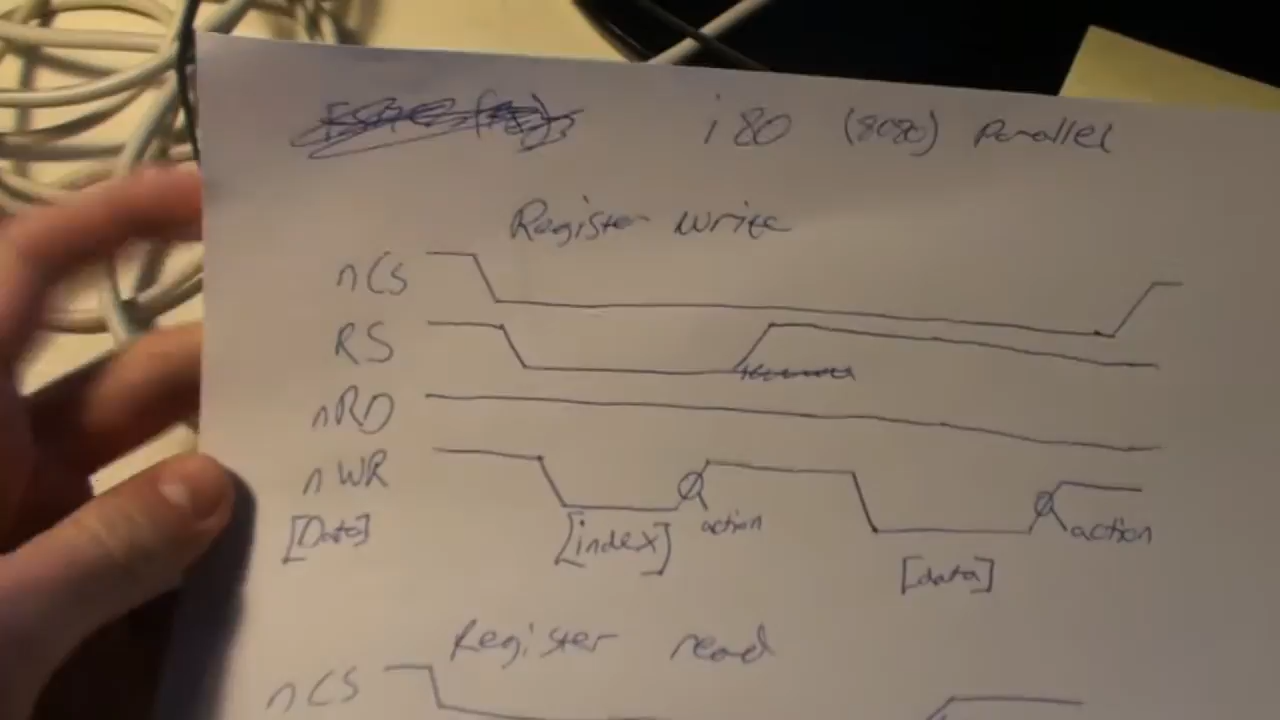 i80 (8080) Parallel
Register write
nCS
RS
nRD
nWR
action
action
[Data]
[index]
[data]
Register read
nCS